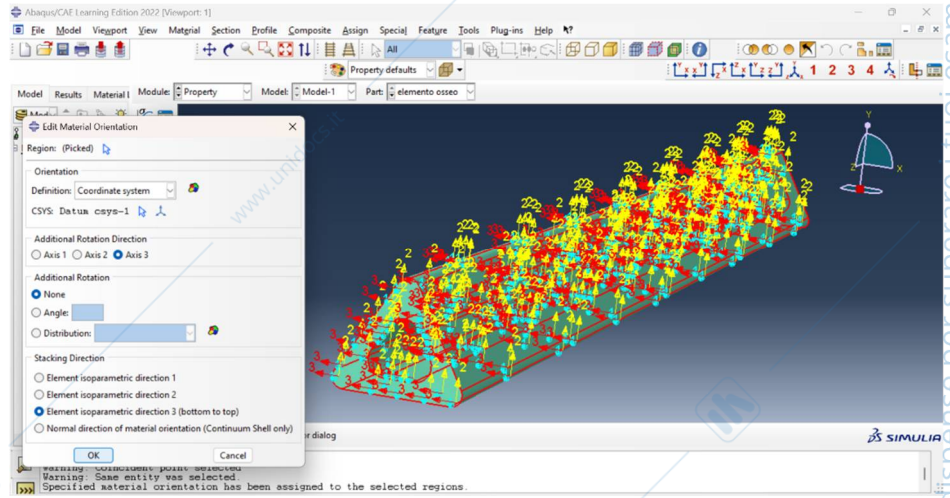 Abaqus/CAE Learning Edition 2022 [Viewport: 1]
File Model Viewport View Material Section Profile Composite Assign Special Feature Tools Plug-ins Help
All
Property defaults
1 2 3 4
Model Results Material L Module: Property Model: Model-1 Part: elemento osseo
Edit Material Orientation
Region: (Picked)
Orientation
Definition: Coordinate system
CSYS: Datum csys-1
Additional Rotation Direction
Axis 1 Axis 2 Axis 3
Additional Rotation
None
Angle:
Distribution:
Stacking Direction
Element isoparametric direction 1
Element isoparametric direction 2
Element isoparametric direction 3 (bottom to top)
Normal direction of material orientation (Continuum Shell only)
OK Cancel
Y
Z X
r dialog
SIMULIA
Warning: Coincident point selected
Warning: Same entity was selected.
Specified material orientation has been assigned to the selected regions.
www.unidocs.it